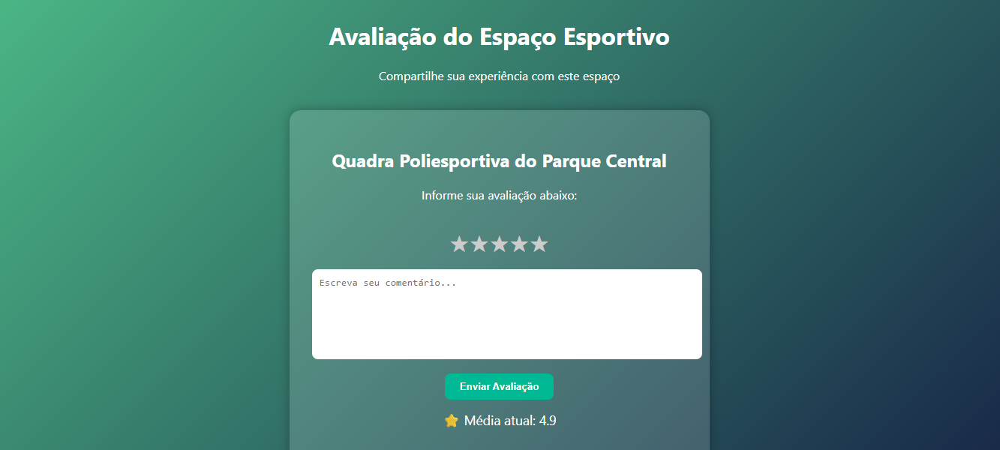 Avaliação do Espaço Esportivo
Compartilhe sua experiência com este espaço
Quadra Poliesportiva do Parque Central
Informe sua avaliação abaixo:
★★★★★
Escreva seu comentário...
Enviar Avaliação
⭐ Média atual: 4.9